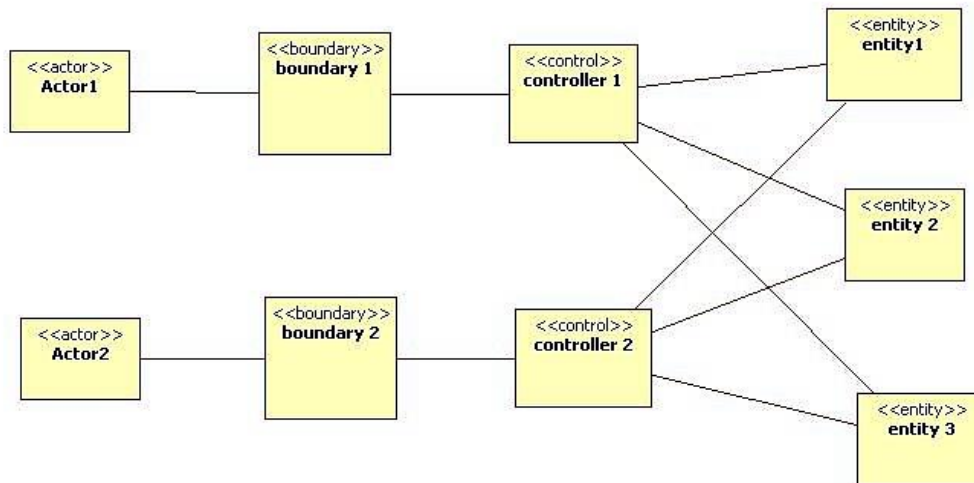 <<actor>>
Actor1
<<boundary>>
boundary 1
<<control>>
controller 1
<<entity>>
entity1
<<entity>>
entity 2
<<actor>>
Actor2
<<boundary>>
boundary 2
<<control>>
controller 2
<<entity>>
entity 3